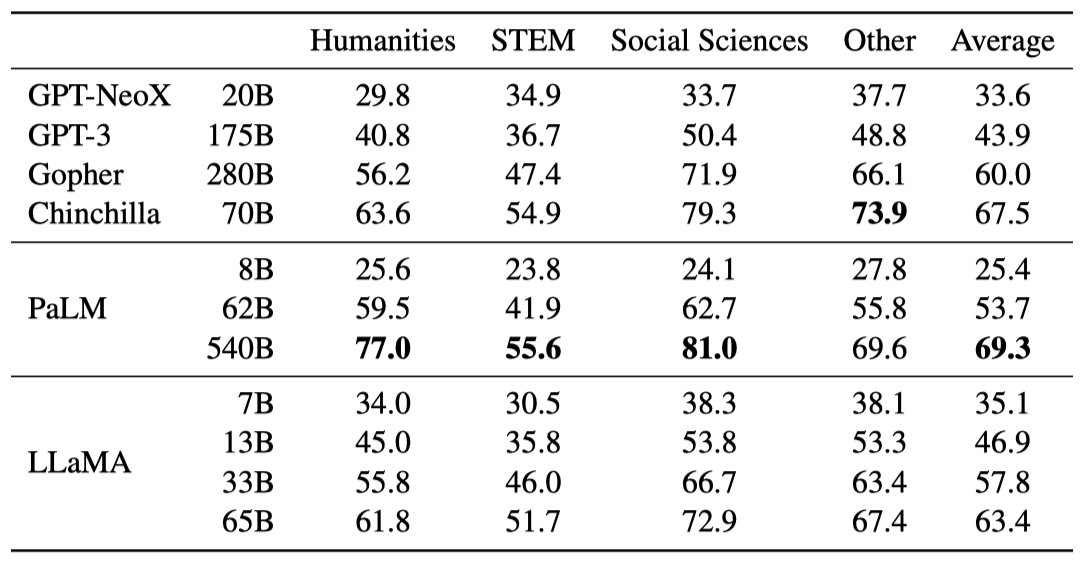 Humanities STEM Social Sciences Other Average
GPT-NeoX 20B 29.8 34.9 33.7 37.7 33.6
GPT-3 175B 40.8 36.7 50.4 48.8 43.9
Gopher 280B 56.2 47.4 71.9 66.1 60.0
Chinchilla 70B 63.6 54.9 79.3 73.9 67.5
8B 25.6 23.8 24.1 27.8 25.4
PaLM 62B 59.5 41.9 62.7 55.8 53.7
540B 77.0 55.6 81.0 69.6 69.3
7B 34.0 30.5 38.3 38.1 35.1
13B 45.0 35.8 53.8 53.3 46.9
LLaMA
33B 55.8 46.0 66.7 63.4 57.8
65B 61.8 51.7 72.9 67.4 63.4